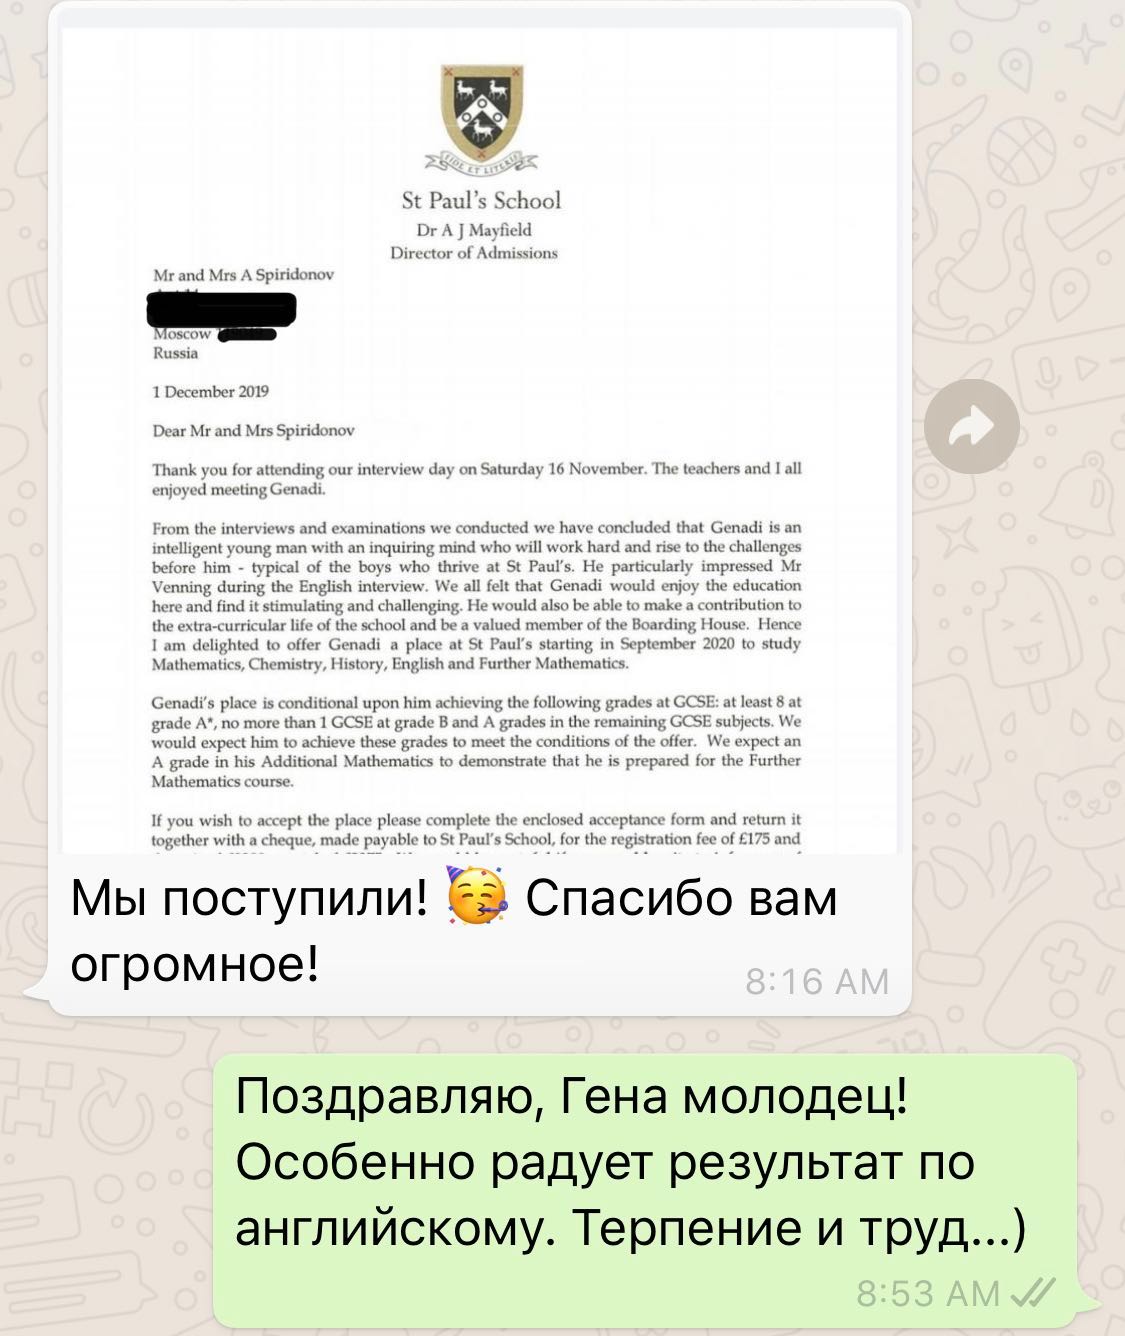 FIDE ET LITERIS
St Paul's School
Dr A J Mayfield
Director of Admissions
Mr and Mrs A Spiridonov
Moscow
Russia
1 December 2019
Dear Mr and Mrs Spiridonov
Thank you for attending our interview day on Saturday 16 November. The teachers and I all
enjoyed meeting Genadi.
From the interviews and examinations we conducted we have concluded that Genadi is an
intelligent young man with an inquiring mind who will work hard and rise to the challenges
before him - typical of the boys who thrive at St Paul's. He particularly impressed Mr
Venning during the English interview. We all felt that Genadi would enjoy the education
here and find it stimulating and challenging. He would also be able to make a contribution to
the extra-curricular life of the school and be a valued member of the Boarding House. Hence
I am delighted to offer Genadi a place at St Paul's starting in September 2020 to study
Mathematics, Chemistry, History, English and Further Mathematics.
Genadi's place is conditional upon him achieving the following grades at GCSE: at least 8 at
grade A*, no more than 1 GCSE at grade B and A grades in the remaining GCSE subjects. We
would expect him to achieve these grades to meet the conditions of the offer. We expect an
A grade in his Additional Mathematics to demonstrate that he is prepared for the Further
Mathematics course.
If you wish to accept the place please complete the enclosed acceptance form and return it
together with a cheque, made payable to St Paul's School, for the registration fee of £175 and
Мы поступили! 🥳 Спасибо вам
огромное!
8:16 AM
Поздравляю, Гена молодец!
Особенно радует результат по
английскому. Терпение и труд...)
8:53 AM